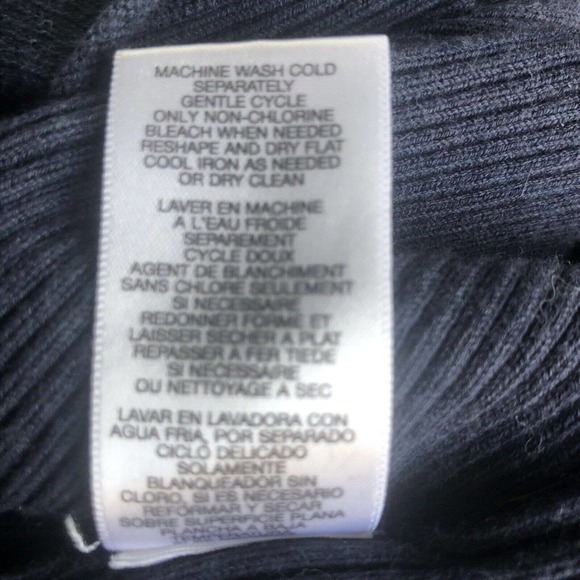 MACHINE WASH COLD
SEPARATELY
GENTLE CYCLE
ONLY NON-CHLORINE
BLEACH WHEN NEEDED
RESHAPE AND DRY FLAT
COOL IRON AS NEEDED
OR DRY CLEAN
LAVER EN MACHINE
A L'EAU FROIDE
SEPAREMENT
CYCLE DOUX
AGENT DE BLANCHIMENT
SANS CHLORE SEULEMENT
SI NECESSAIRE
REDONNER FORME ET
LAISSER SECHER A PLAT
REPASSER A FER TIEDE
SI NECESSAIRE
OU NETTOYAGE A SEC
LAVAR EN LAVADORA CON
AGUA FRIA, POR SEPARADO
CICLO DELICADO
SOLAMENTE
BLANQUEADOR SIN
CLORO, SI ES NECESARIO
REFORMAR Y SECAR
SOBRE SUPERFICIE PLANA
PLANCHA A BAJA